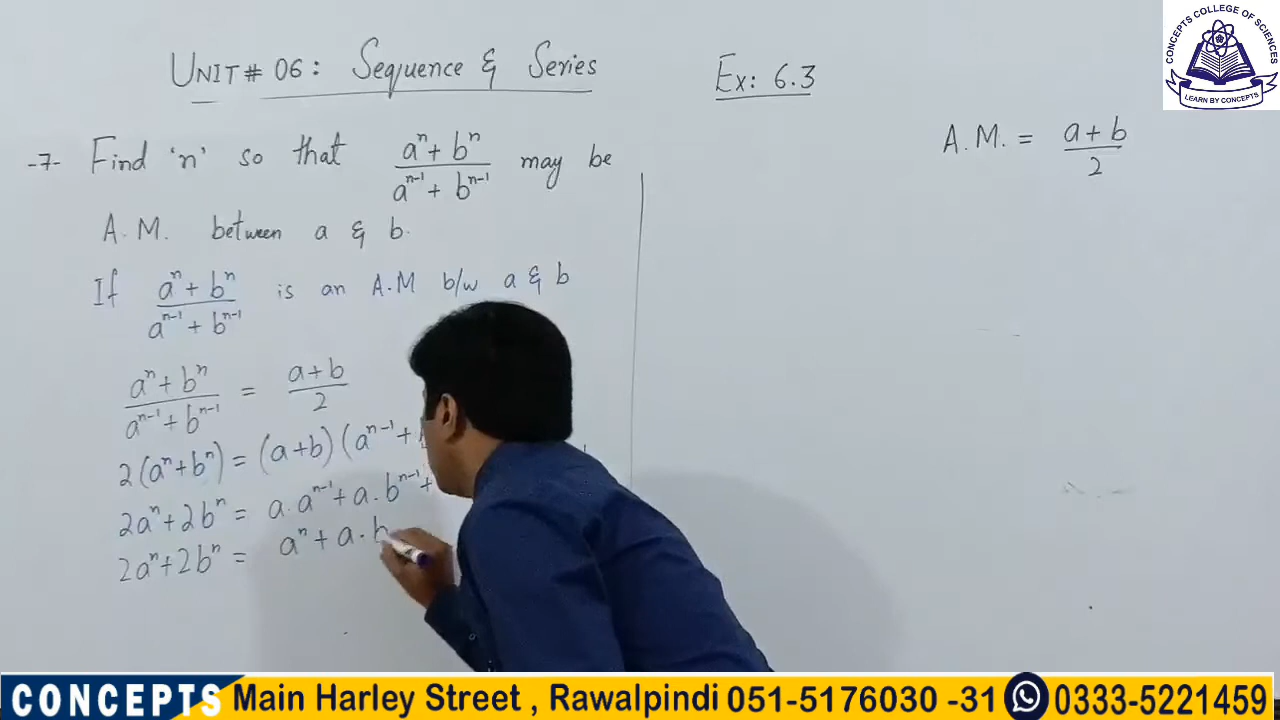 UNIT# 06: Sequence & Series
Ex: 6.3
CONCEPTS COLLEGE OF SCIENCES
LEARN BY CONCEPTS
A.M. = (a+b)/2
-7- Find 'n' so that (aⁿ + bⁿ)/(aⁿ⁻¹ + bⁿ⁻¹) may be
A.M. between a & b.
If (aⁿ + bⁿ)/(aⁿ⁻¹ + bⁿ⁻¹) is an A.M b/w a & b
(aⁿ + bⁿ)/(aⁿ⁻¹ + bⁿ⁻¹) = (a+b)/2
2(aⁿ+bⁿ) = (a+b)(aⁿ⁻¹ +
2aⁿ+2bⁿ = a.aⁿ⁻¹+a.bⁿ⁻¹+
2aⁿ+2bⁿ = aⁿ + a.b
CONCEPTS Main Harley Street , Rawalpindi 051-5176030 -31 0333-5221459